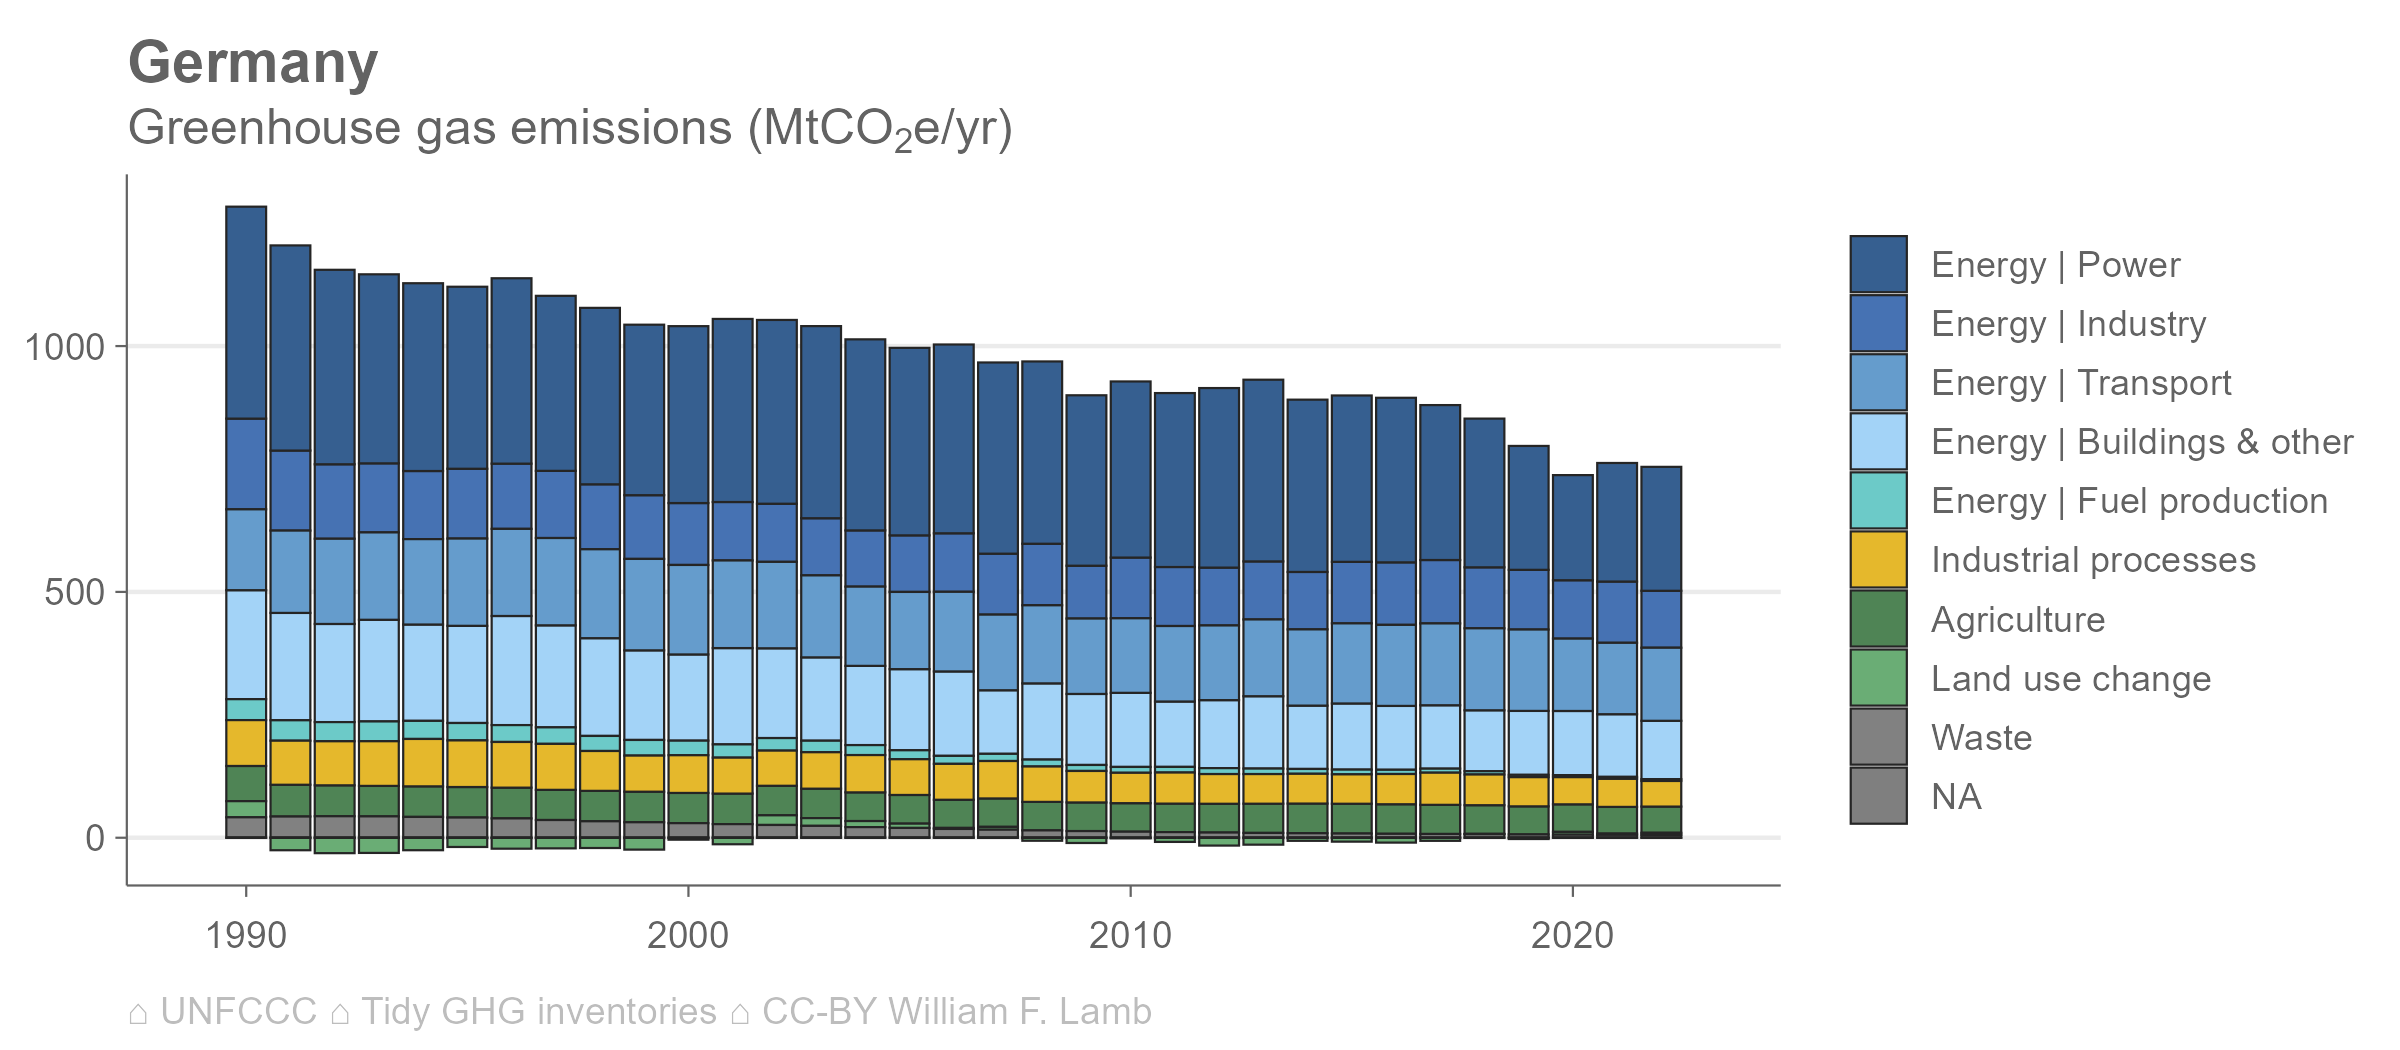 Germany
Greenhouse gas emissions (MtCO₂e/yr)
1000
500
0
1990 2000 2010 2020
Energy | Power
Energy | Industry
Energy | Transport
Energy | Buildings & other
Energy | Fuel production
Industrial processes
Agriculture
Land use change
Waste
NA
⌂ UNFCCC ⌂ Tidy GHG inventories ⌂ CC-BY William F. Lamb